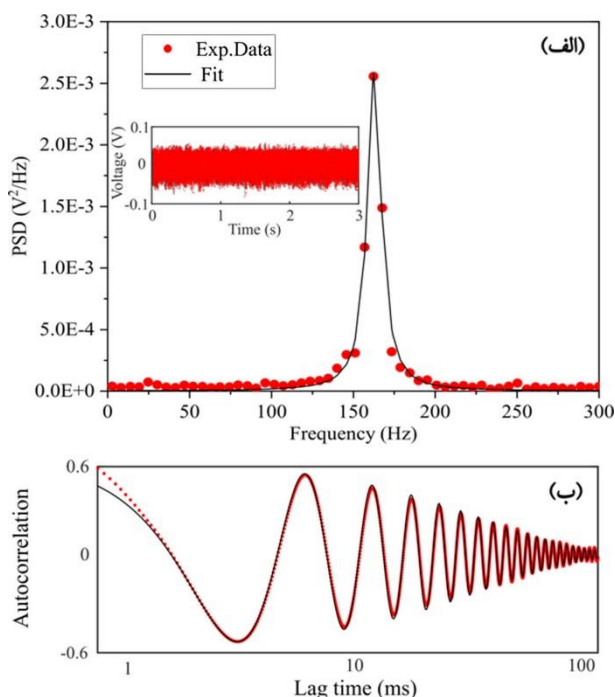 3.0E-3
(الف)
Exp.Data
Fit
2.5E-3
2.0E-3
0.1
Voltage (V)
0
-0.1
0 1 2 3
Time (s)
PSD (V²/Hz)
1.5E-3
1.0E-3
5.0E-4
0.0E+0
0 50 100 150 200 250 300
Frequency (Hz)
0.6
(ب)
Autocorrelation
0
-0.6
1 10 100
Lag time (ms)